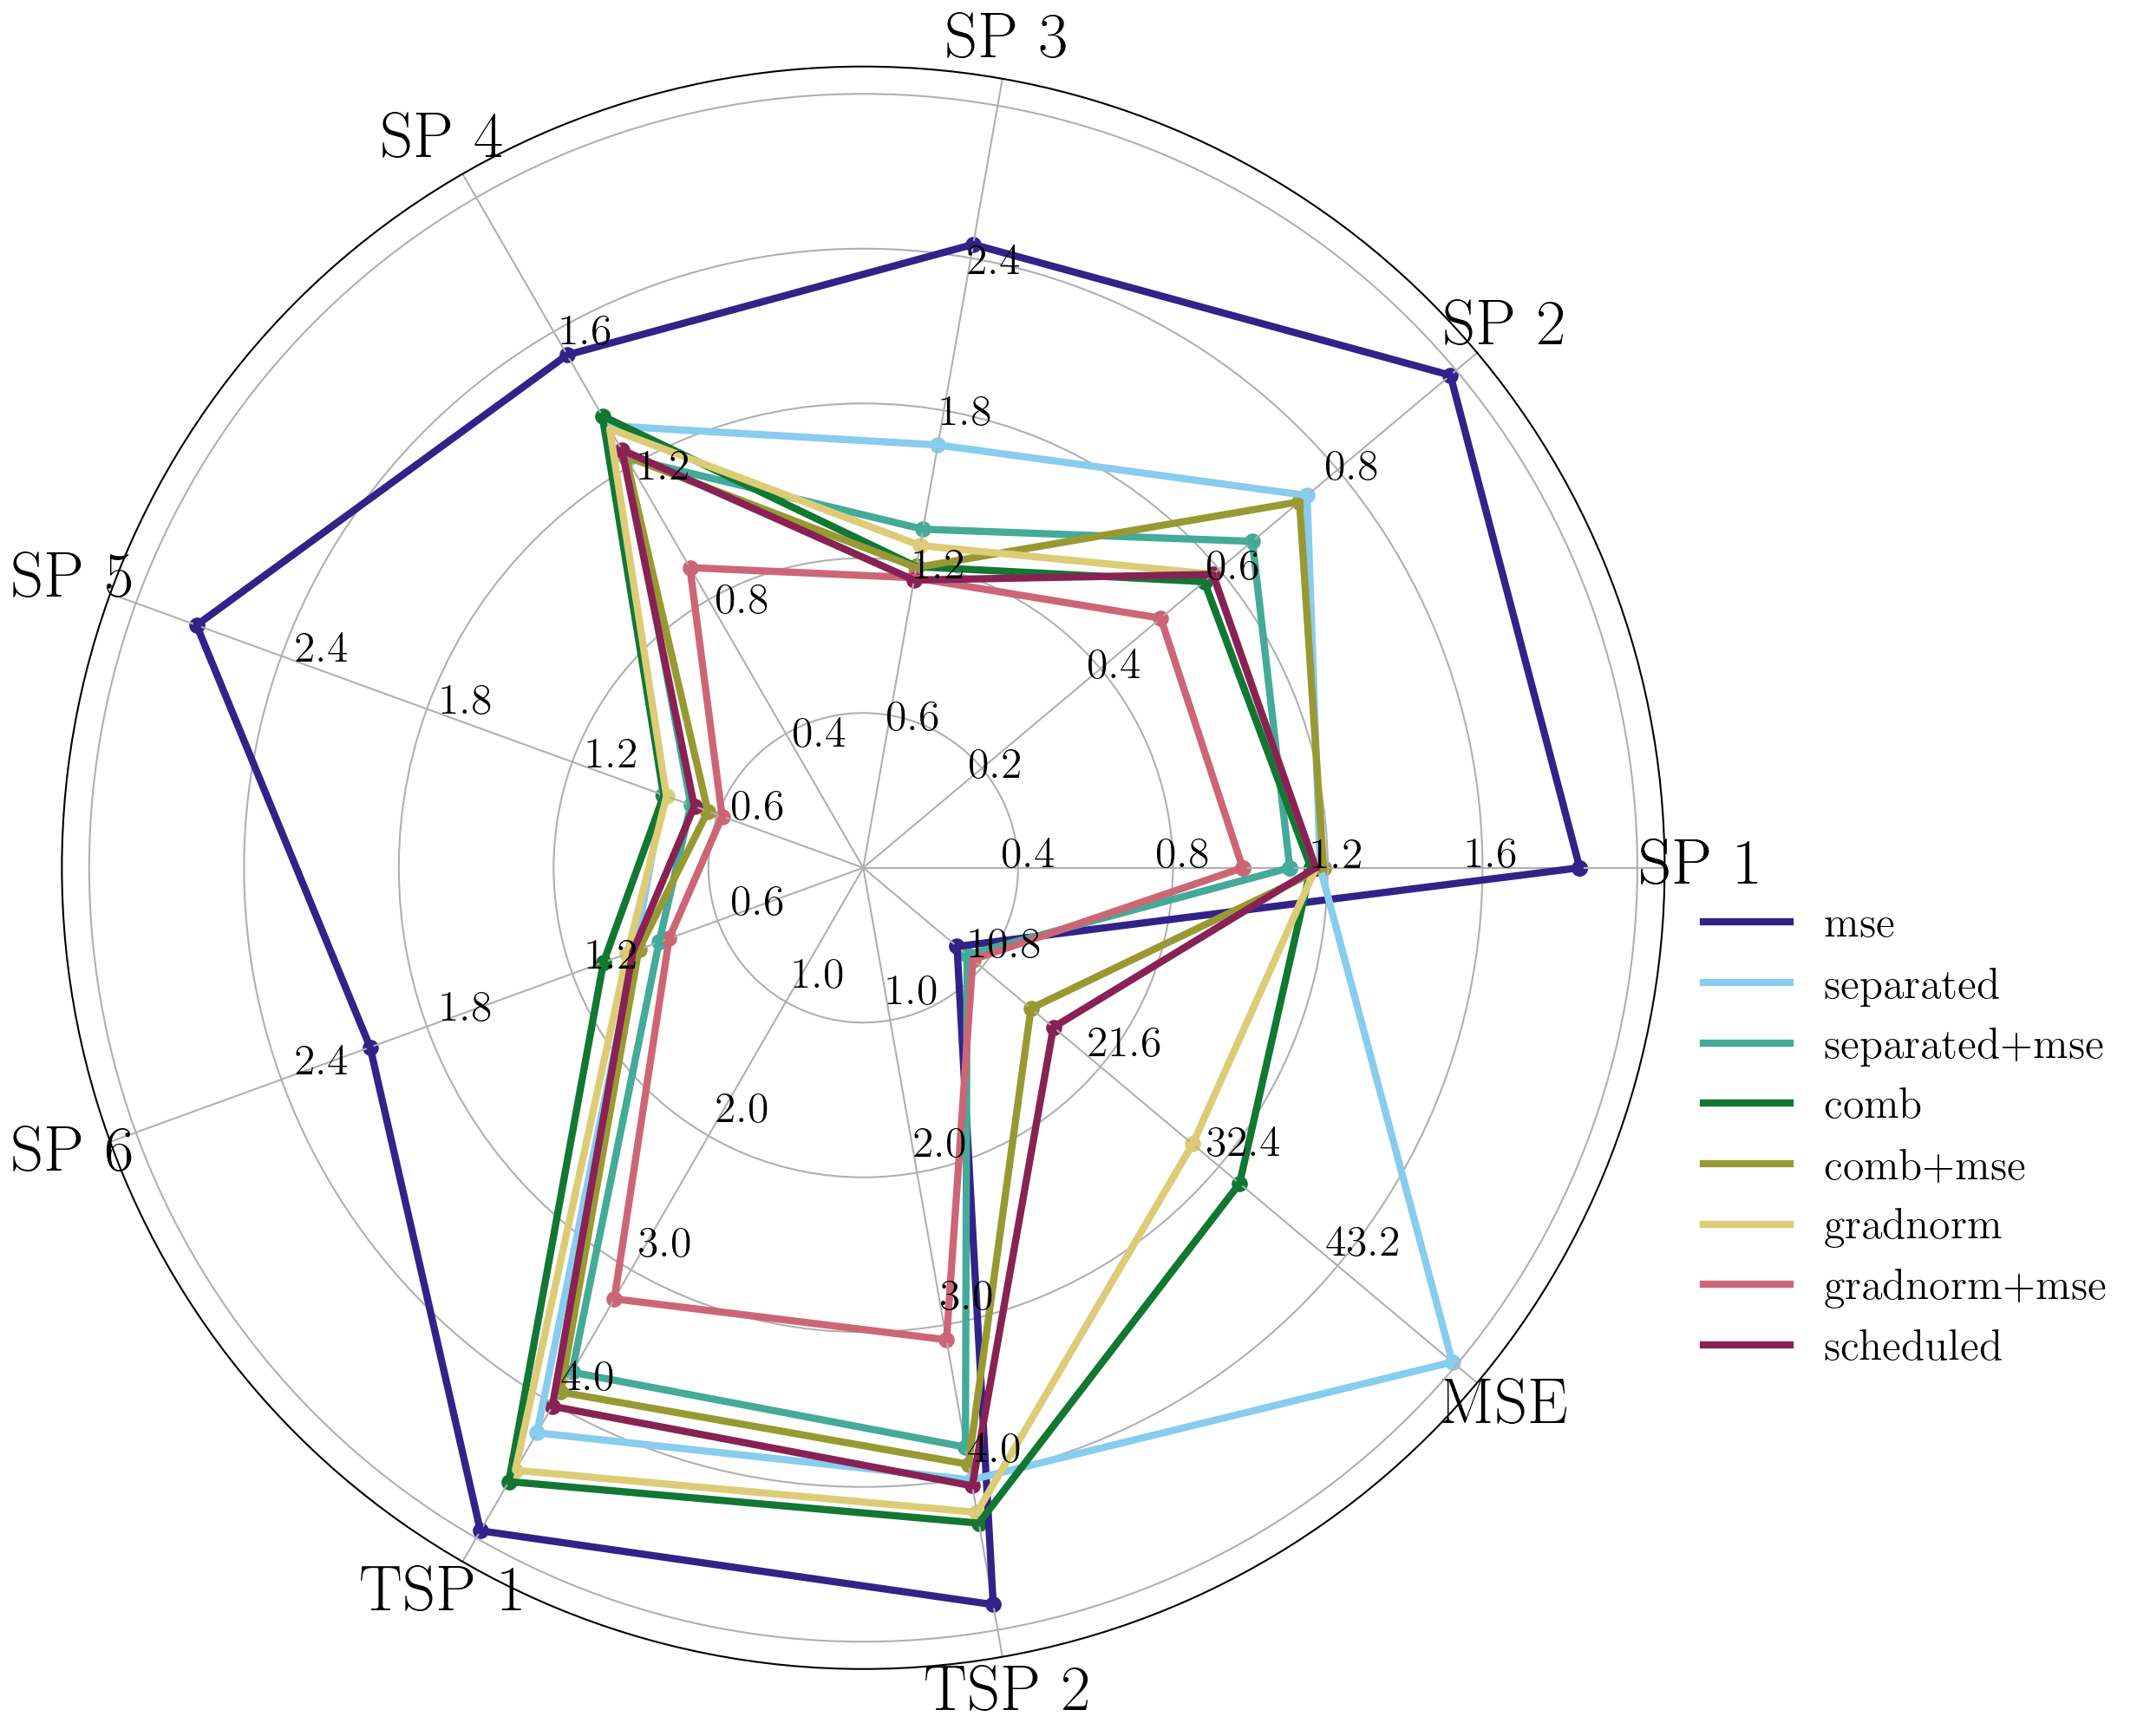 SP 3
SP 4
SP 2
2.4
1.6
1.8
1.2
0.8
SP 5
2.4
0.8
1.2
0.6
1.8
0.4
0.6
0.4
1.2
0.2
0.6
0.4
0.8
1.2
1.6
SP 1
0.6
mse
1.2
10.8
separated
1.8
1.0
1.0
2.4
21.6
separated+mse
comb
SP 6
2.0
2.0
32.4
comb+mse
3.0
43.2
gradnorm
3.0
gradnorm+mse
4.0
scheduled
MSE
4.0
TSP 1
TSP 2